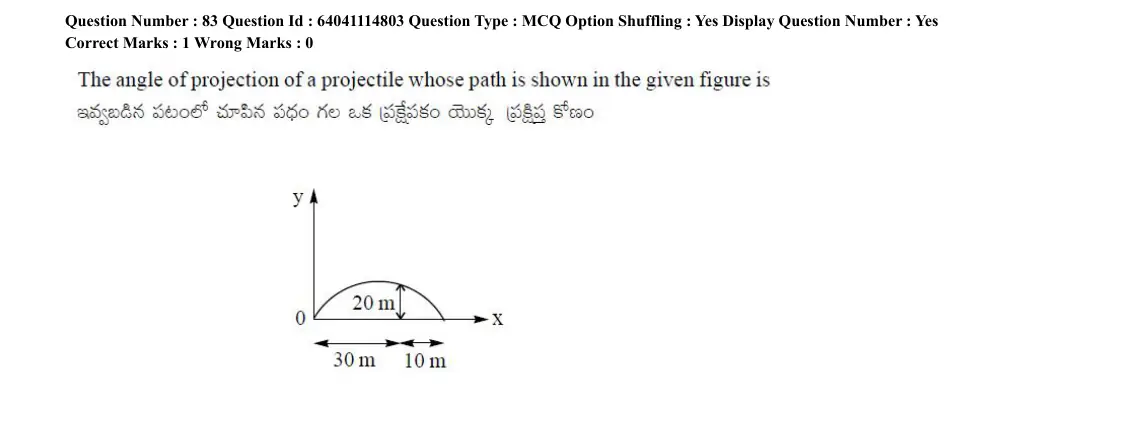 Question Number : 83 Question Id : 64041114803 Question Type : MCQ Option Shuffling : Yes Display Question Number : Yes
Correct Marks : 1 Wrong Marks : 0
The angle of projection of a projectile whose path is shown in the given figure is
ఇవ్వబడిన పటంలో చూపిన పధం గల ఒక ప్రక్షేపకం యొక్క ప్రక్షిప్త కోణం
y
20 m
0
X
30 m 10 m